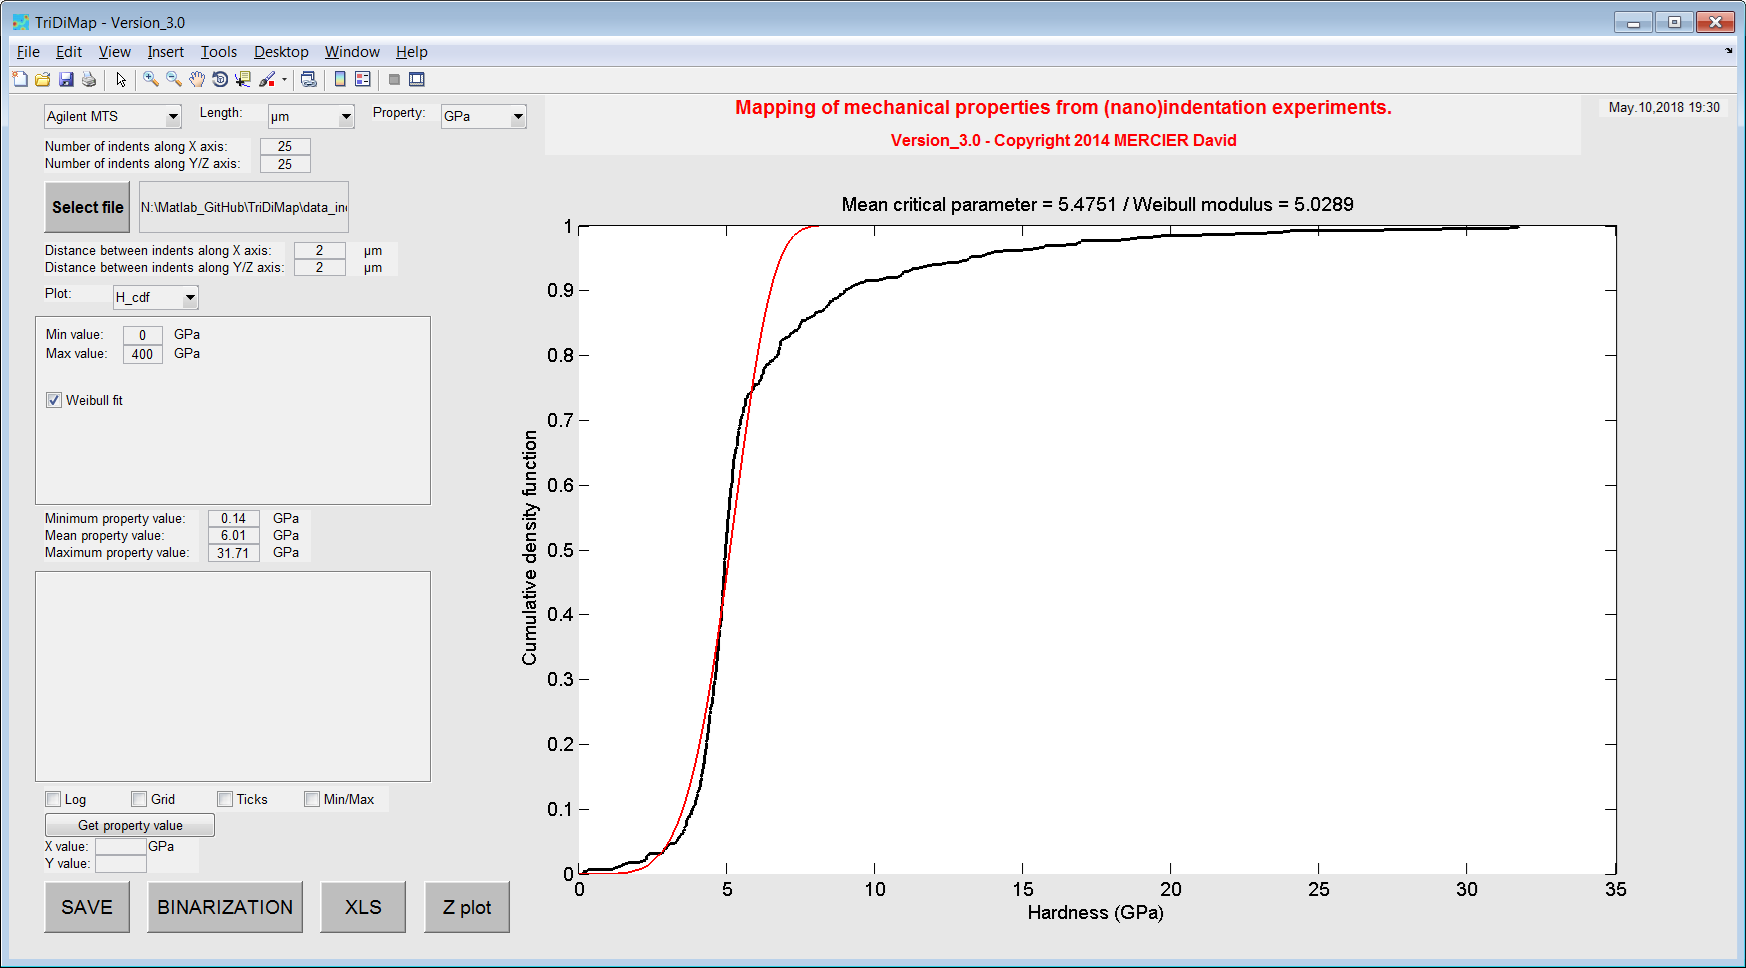 TriDiMap - Version_3.0
File Edit View Insert Tools Desktop Window Help
Agilent MTS Length: µm Property: GPa
Mapping of mechanical properties from (nano)indentation experiments.
Version_3.0 - Copyright 2014 MERCIER David
May.10,2018 19:30
Number of indents along X axis: 25
Number of indents along Y/Z axis: 25
Select file N:\Matlab_GitHub\TriDiMap\data_in
Distance between indents along X axis: 2 µm
Distance between indents along Y/Z axis: 2 µm
Plot: H_cdf
Min value: 0 GPa
Max value: 400 GPa
Weibull fit
Minimum property value: 0.14 GPa
Mean property value: 6.01 GPa
Maximum property value: 31.71 GPa
Log Grid Ticks Min/Max
Get property value
X value: GPa
Y value:
SAVE BINARIZATION XLS Z plot
Mean critical parameter = 5.4751 / Weibull modulus = 5.0289
Cumulative density function
1
0.9
0.8
0.7
0.6
0.5
0.4
0.3
0.2
0.1
0
0 5 10 15 20 25 30 35
Hardness (GPa)